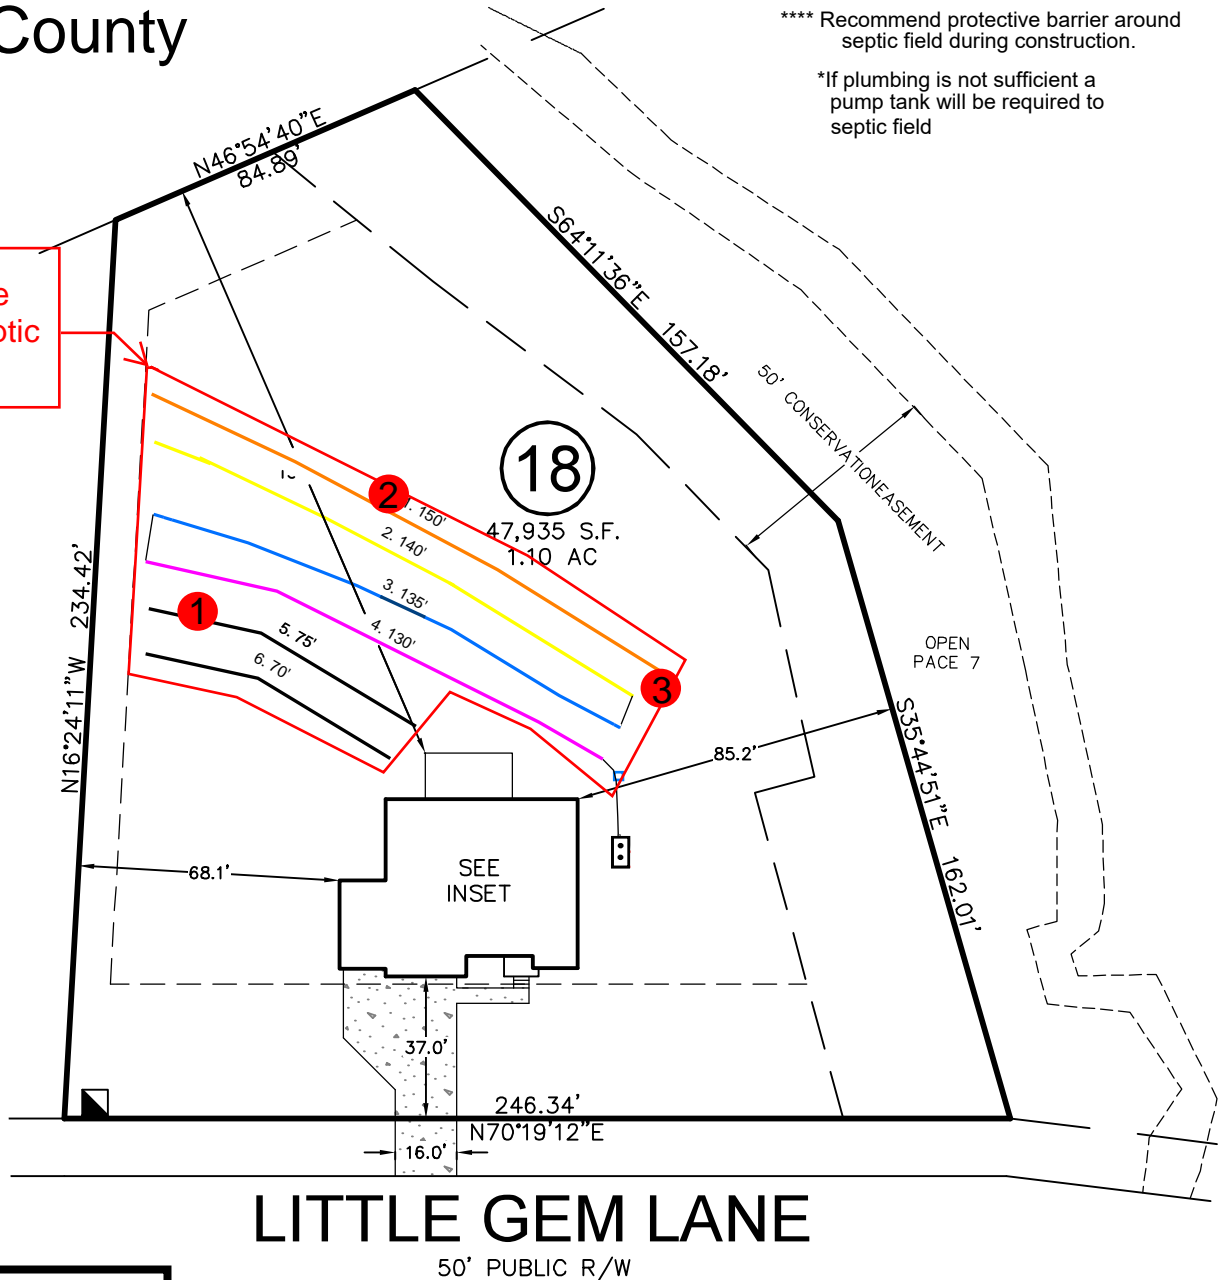 County
**** Recommend protective barrier around
septic field during construction.
*If plumbing is not sufficient a
pump tank will be required to
septic field
N46°54'40"E
84.89'
S64°11'36"E 157.18'
50' CONSERVATION EASEMENT
18
47,935 S.F.
1.10 AC
2
1. 150'
2. 140'
3. 135'
4. 130'
1
5. 75'
6. 70'
3
N16°24'11"W 234.42'
OPEN
PACE 7
85.2'
S35°44'51"E 162.01'
68.1'
SEE
INSET
37.0'
246.34'
N70°19'12"E
16.0'
LITTLE GEM LANE
50' PUBLIC R/W